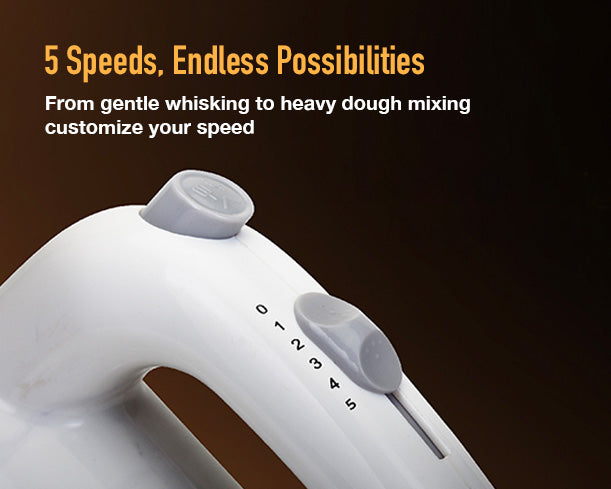 5 Speeds, Endless Possibilities
From gentle whisking to heavy dough mixing
customize your speed
0
1
2
3
4
5